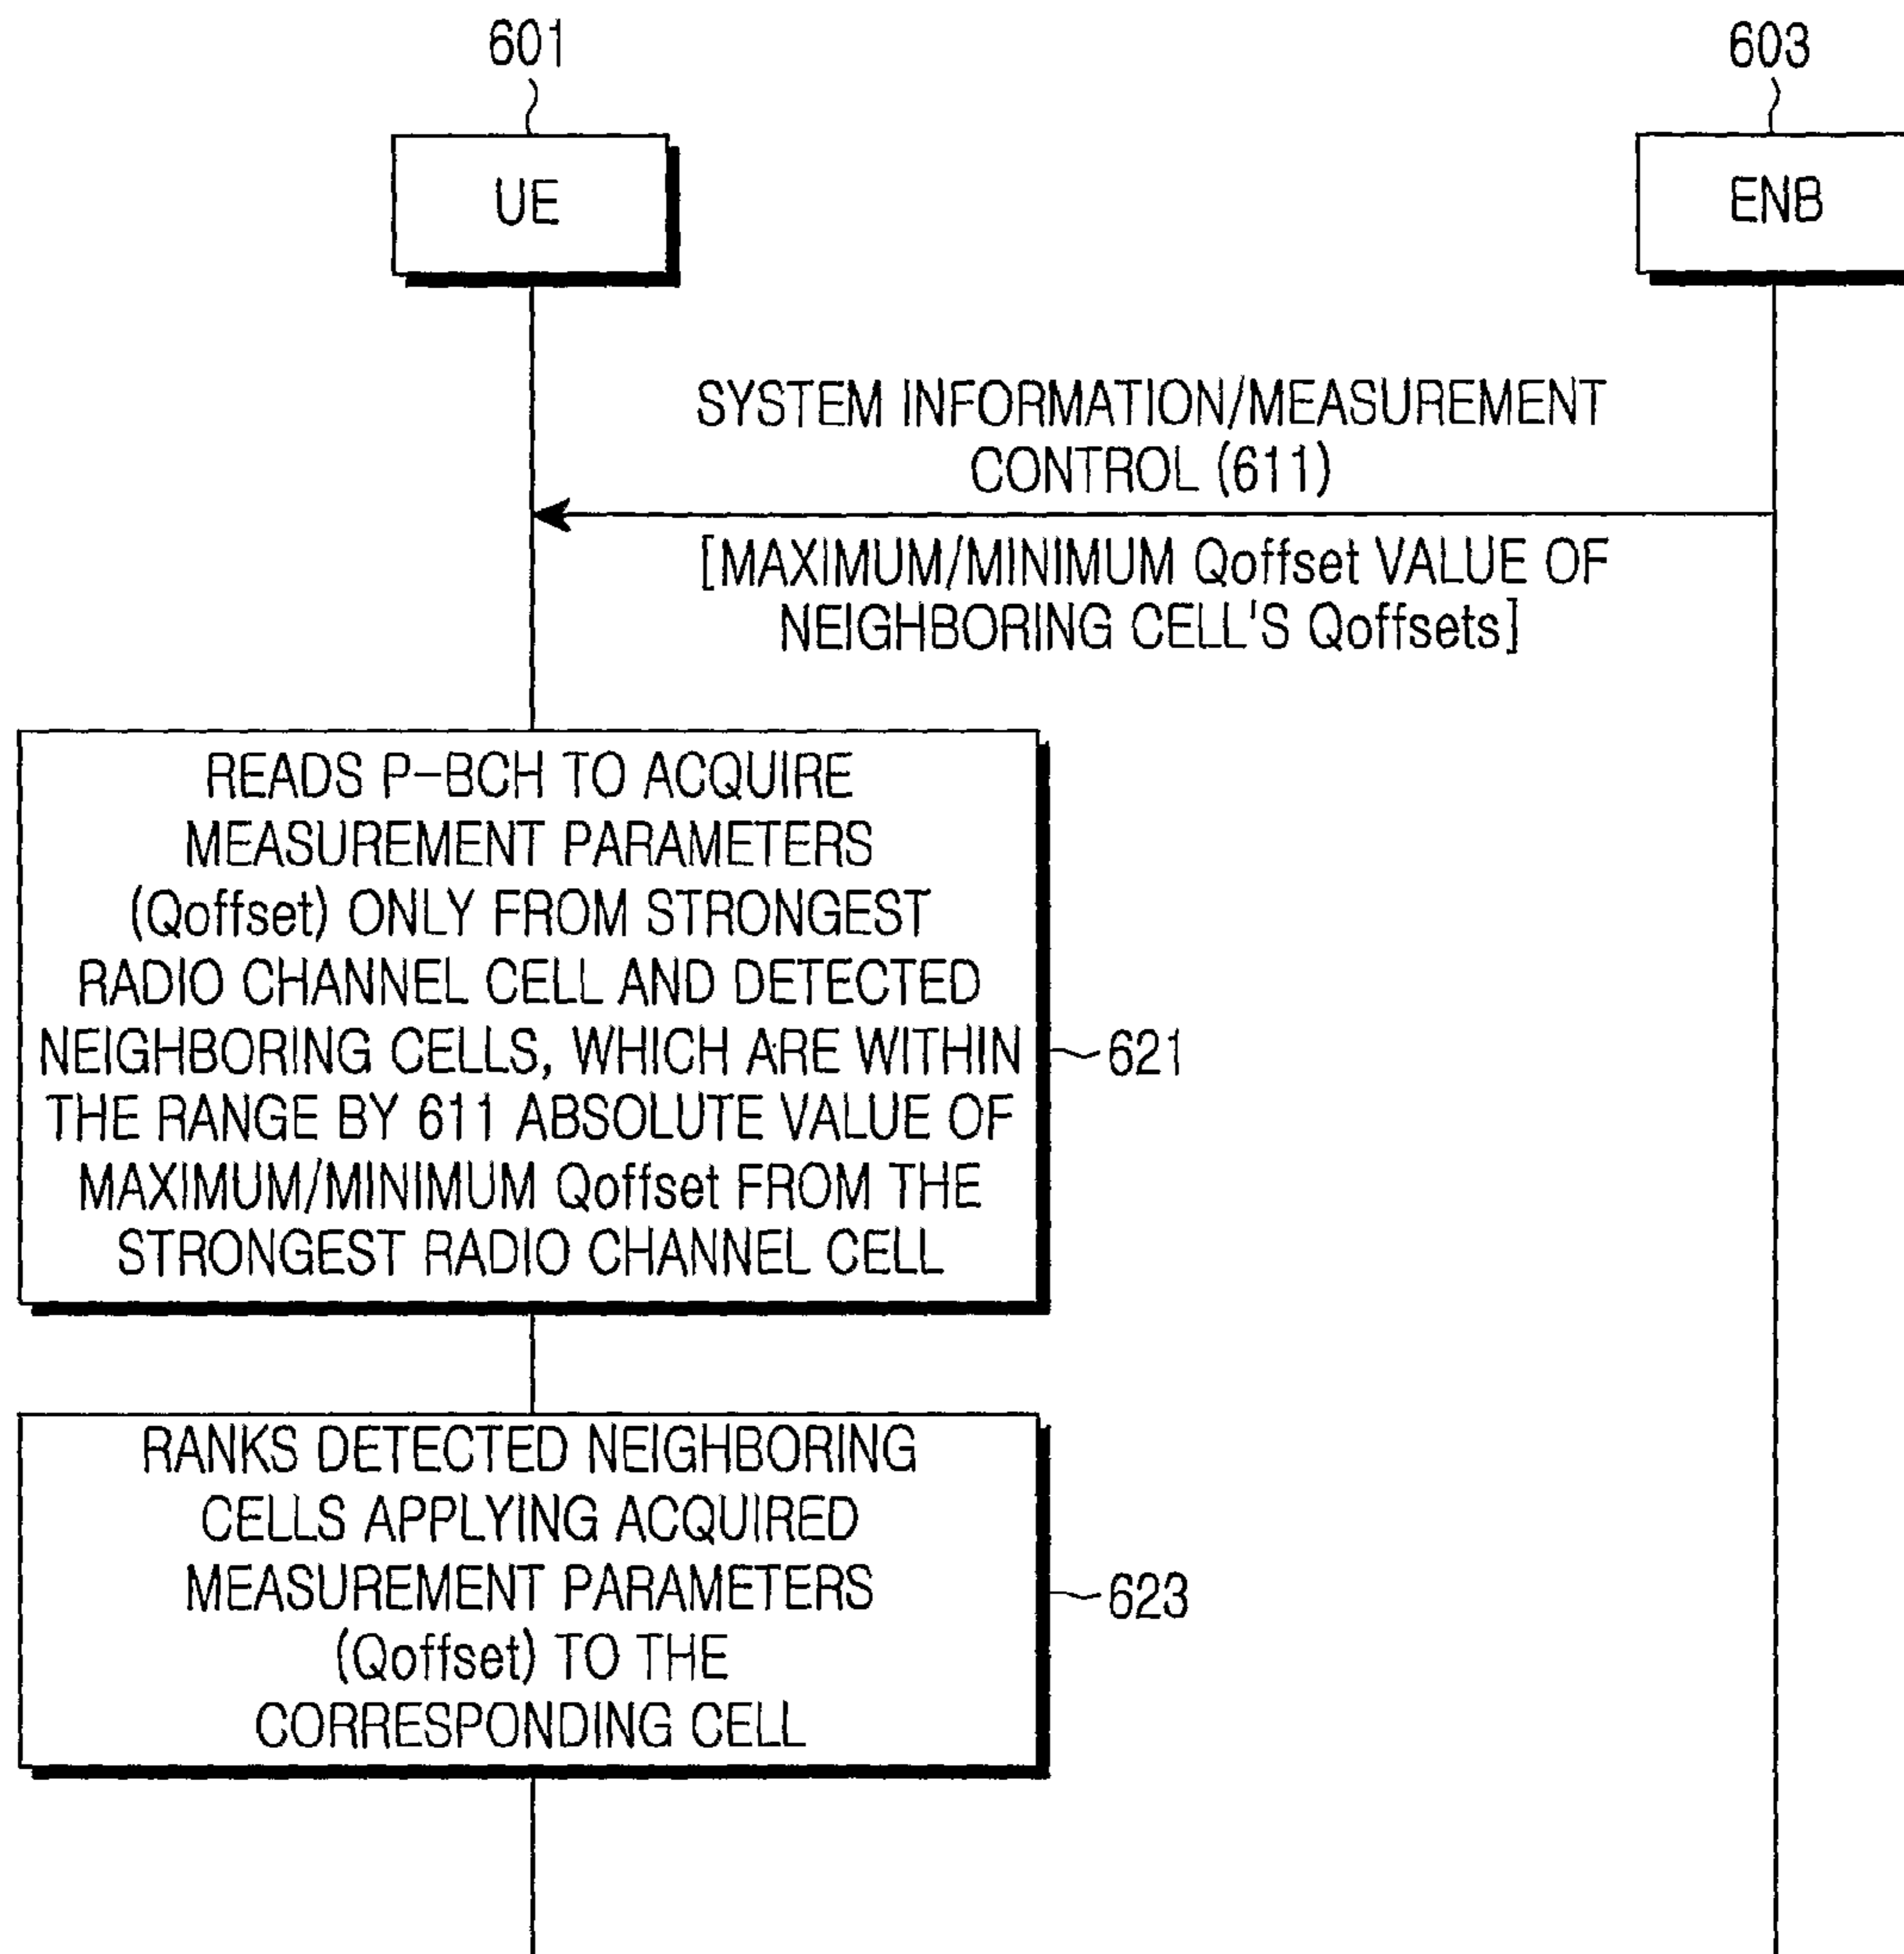 601
603
UE
ENB
SYSTEM INFORMATION/MEASUREMENT
CONTROL (611)
[MAXIMUM/MINIMUM Qoffset VALUE OF
NEIGHBORING CELL'S Qoffsets]
READS P-BCH TO ACQUIRE
MEASUREMENT PARAMETERS
(Qoffset) ONLY FROM STRONGEST
RADIO CHANNEL CELL AND DETECTED
NEIGHBORING CELLS, WHICH ARE WITHIN
THE RANGE BY 611 ABSOLUTE VALUE OF
MAXIMUM/MINIMUM Qoffset FROM THE
STRONGEST RADIO CHANNEL CELL
621
RANKS DETECTED NEIGHBORING
CELLS APPLYING ACQUIRED
MEASUREMENT PARAMETERS
(Qoffset) TO THE
CORRESPONDING CELL
623